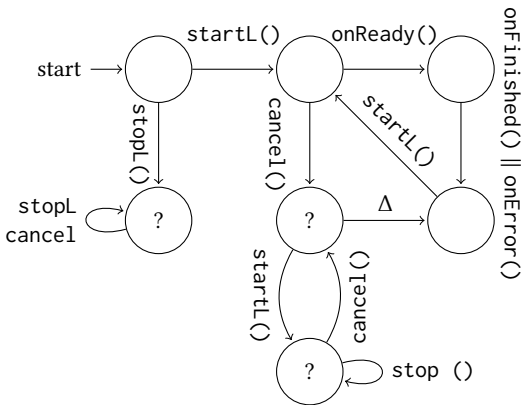 startL()
onReady()
start
onFinished() || onError()
stopL()
cancel()
startL()
stopL
cancel
?
?
Δ
startL()
cancel()
?
stop ()